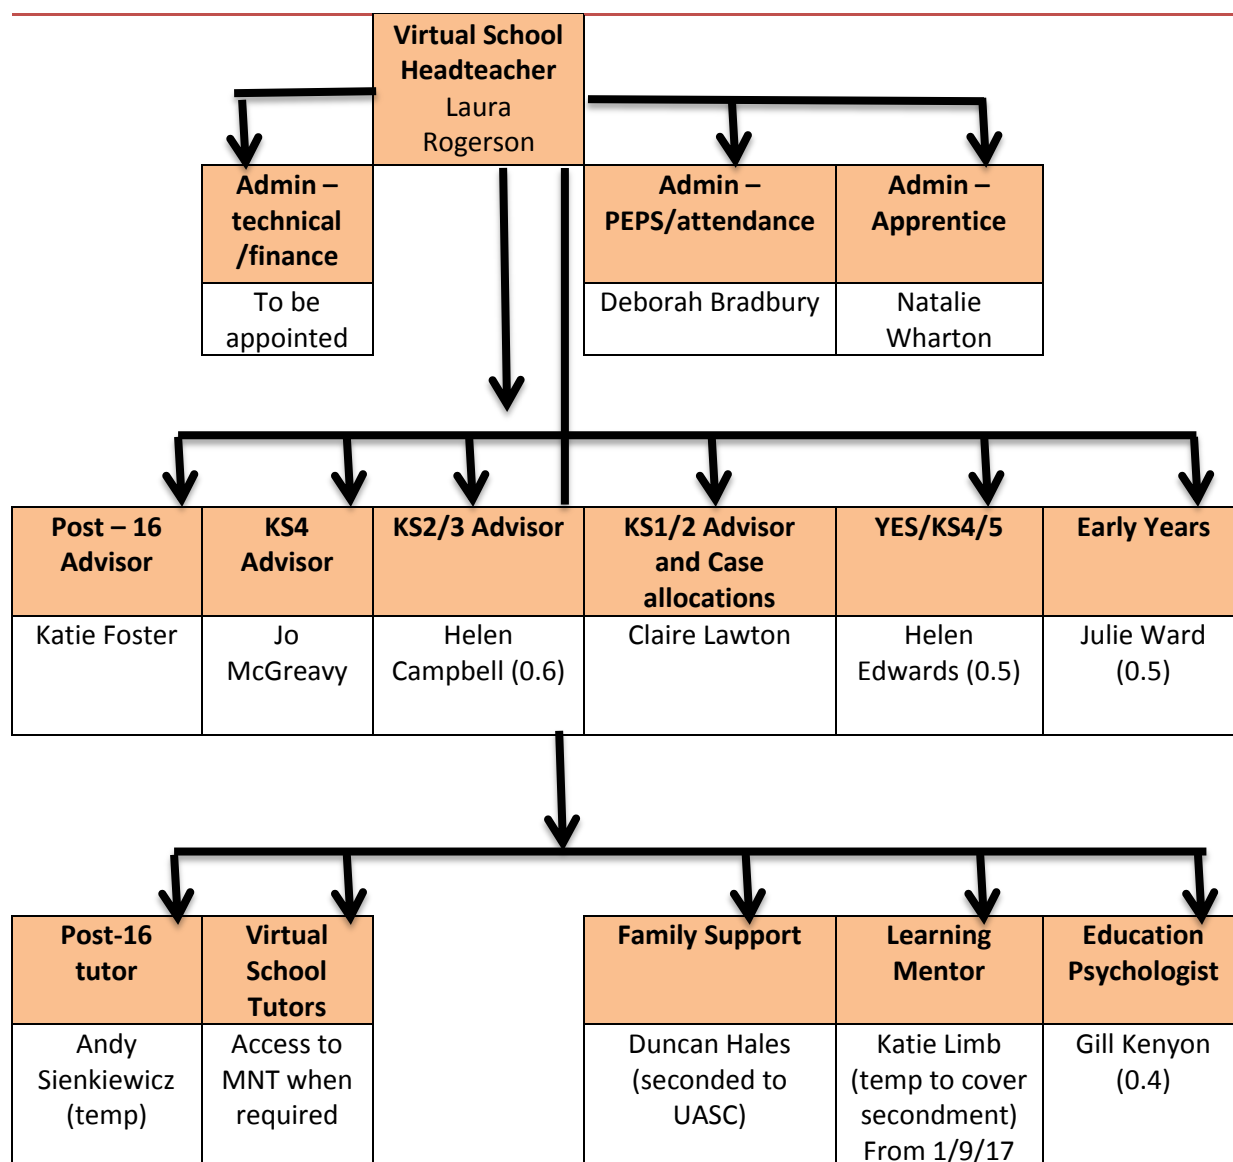 Virtual School
Headteacher
Laura
Rogerson
Admin –
technical
/finance
To be
appointed
Admin –
PEPS/attendance
Deborah Bradbury
Admin –
Apprentice
Natalie
Wharton
Post – 16
Advisor
Katie Foster
KS4
Advisor
Jo
McGreavy
KS2/3 Advisor
Helen
Campbell (0.6)
KS1/2 Advisor
and Case
allocations
Claire Lawton
YES/KS4/5
Helen
Edwards (0.5)
Early Years
Julie Ward
(0.5)
Post-16
tutor
Andy
Sienkiewicz
(temp)
Virtual
School
Tutors
Access to
MNT when
required
Family Support
Duncan Hales
(seconded to
UASC)
Learning
Mentor
Katie Limb
(temp to cover
secondment)
From 1/9/17
Education
Psychologist
Gill Kenyon
(0.4)